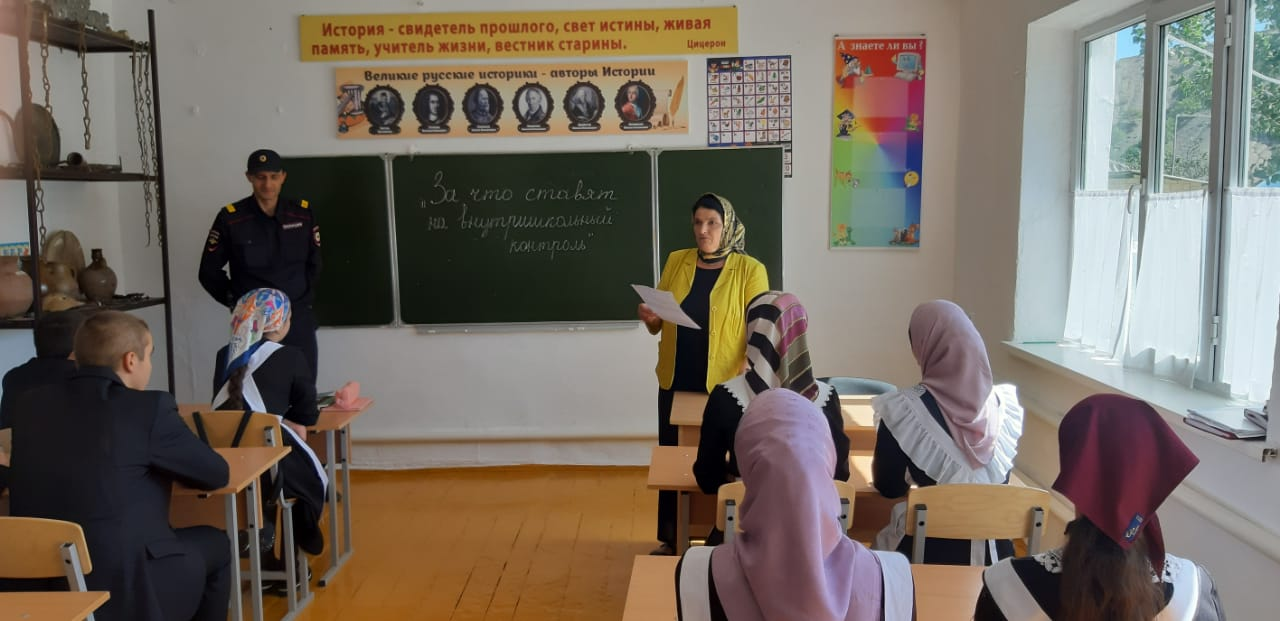 История - свидетель прошлого, свет истины, живая
память, учитель жизни, вестник старины.
Цицерон
Великие русские историки - авторы Истории
А знаете ли вы?
„За что ставят
на внутришкольный
контроль"
ПОЛИЦИЯ